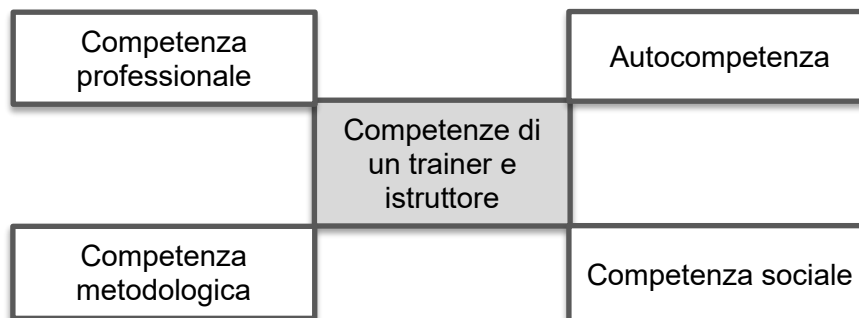 Competenza
professionale
Autocompetenza
Competenze di
un trainer e
istruttore
Competenza
metodologica
Competenza sociale